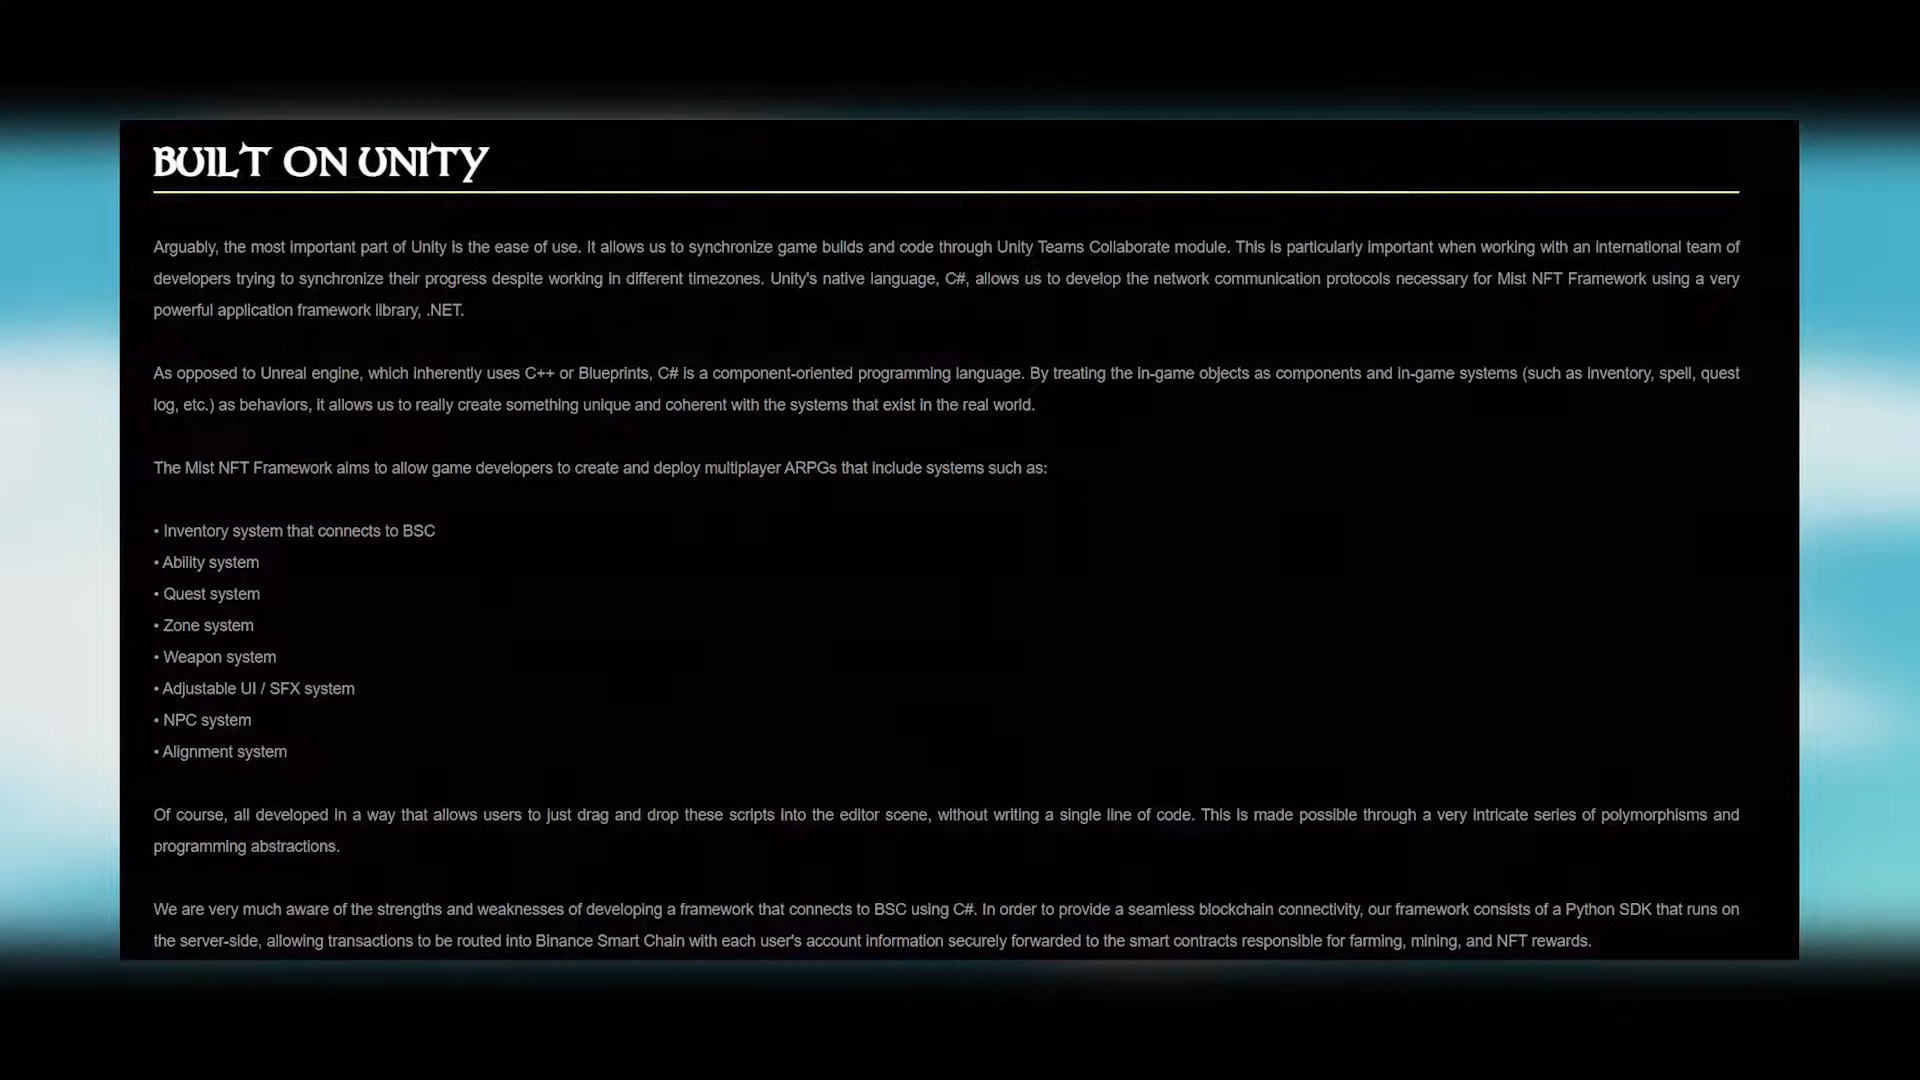 BUILT ON UNITY
Arguably, the most important part of Unity is the ease of use. It allows us to synchronize game builds and code through Unity Teams Collaborate module. This is particularly important when working with an international team of
developers trying to synchronize their progress despite working in different timezones. Unity's native language, C#, allows us to develop the network communication protocols necessary for Mist NFT Framework using a very
powerful application framework library, .NET.
As opposed to Unreal engine, which inherently uses C++ or Blueprints, C# is a component-oriented programming language. By treating the in-game objects as components and in-game systems (such as inventory, spell, quest
log, etc.) as behaviors, it allows us to really create something unique and coherent with the systems that exist in the real world.
The Mist NFT Framework aims to allow game developers to create and deploy multiplayer ARPGs that include systems such as:
• Inventory system that connects to BSC
• Ability system
• Quest system
• Zone system
• Weapon system
• Adjustable UI / SFX system
• NPC system
• Alignment system
Of course, all developed in a way that allows users to just drag and drop these scripts into the editor scene, without writing a single line of code. This is made possible through a very intricate series of polymorphisms and
programming abstractions.
We are very much aware of the strengths and weaknesses of developing a framework that connects to BSC using C#. In order to provide a seamless blockchain connectivity, our framework consists of a Python SDK that runs on
the server-side, allowing transactions to be routed into Binance Smart Chain with each user's account information securely forwarded to the smart contracts responsible for farming, mining, and NFT rewards.